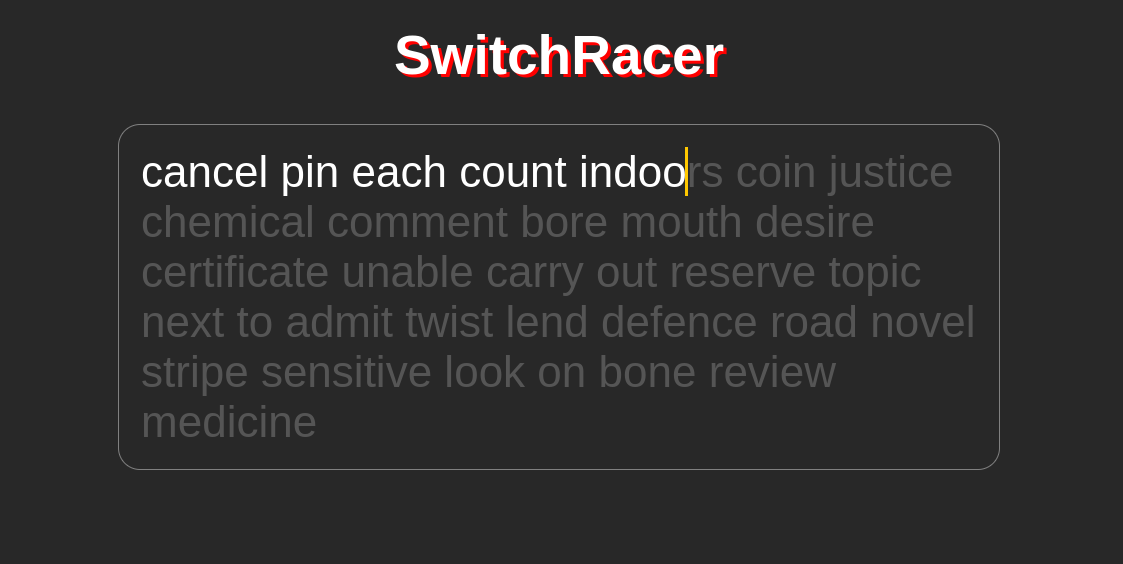 SwitchRacer
cancel pin each count indoors coin justice
chemical comment bore mouth desire
certificate unable carry out reserve topic
next to admit twist lend defence road novel
stripe sensitive look on bone review
medicine